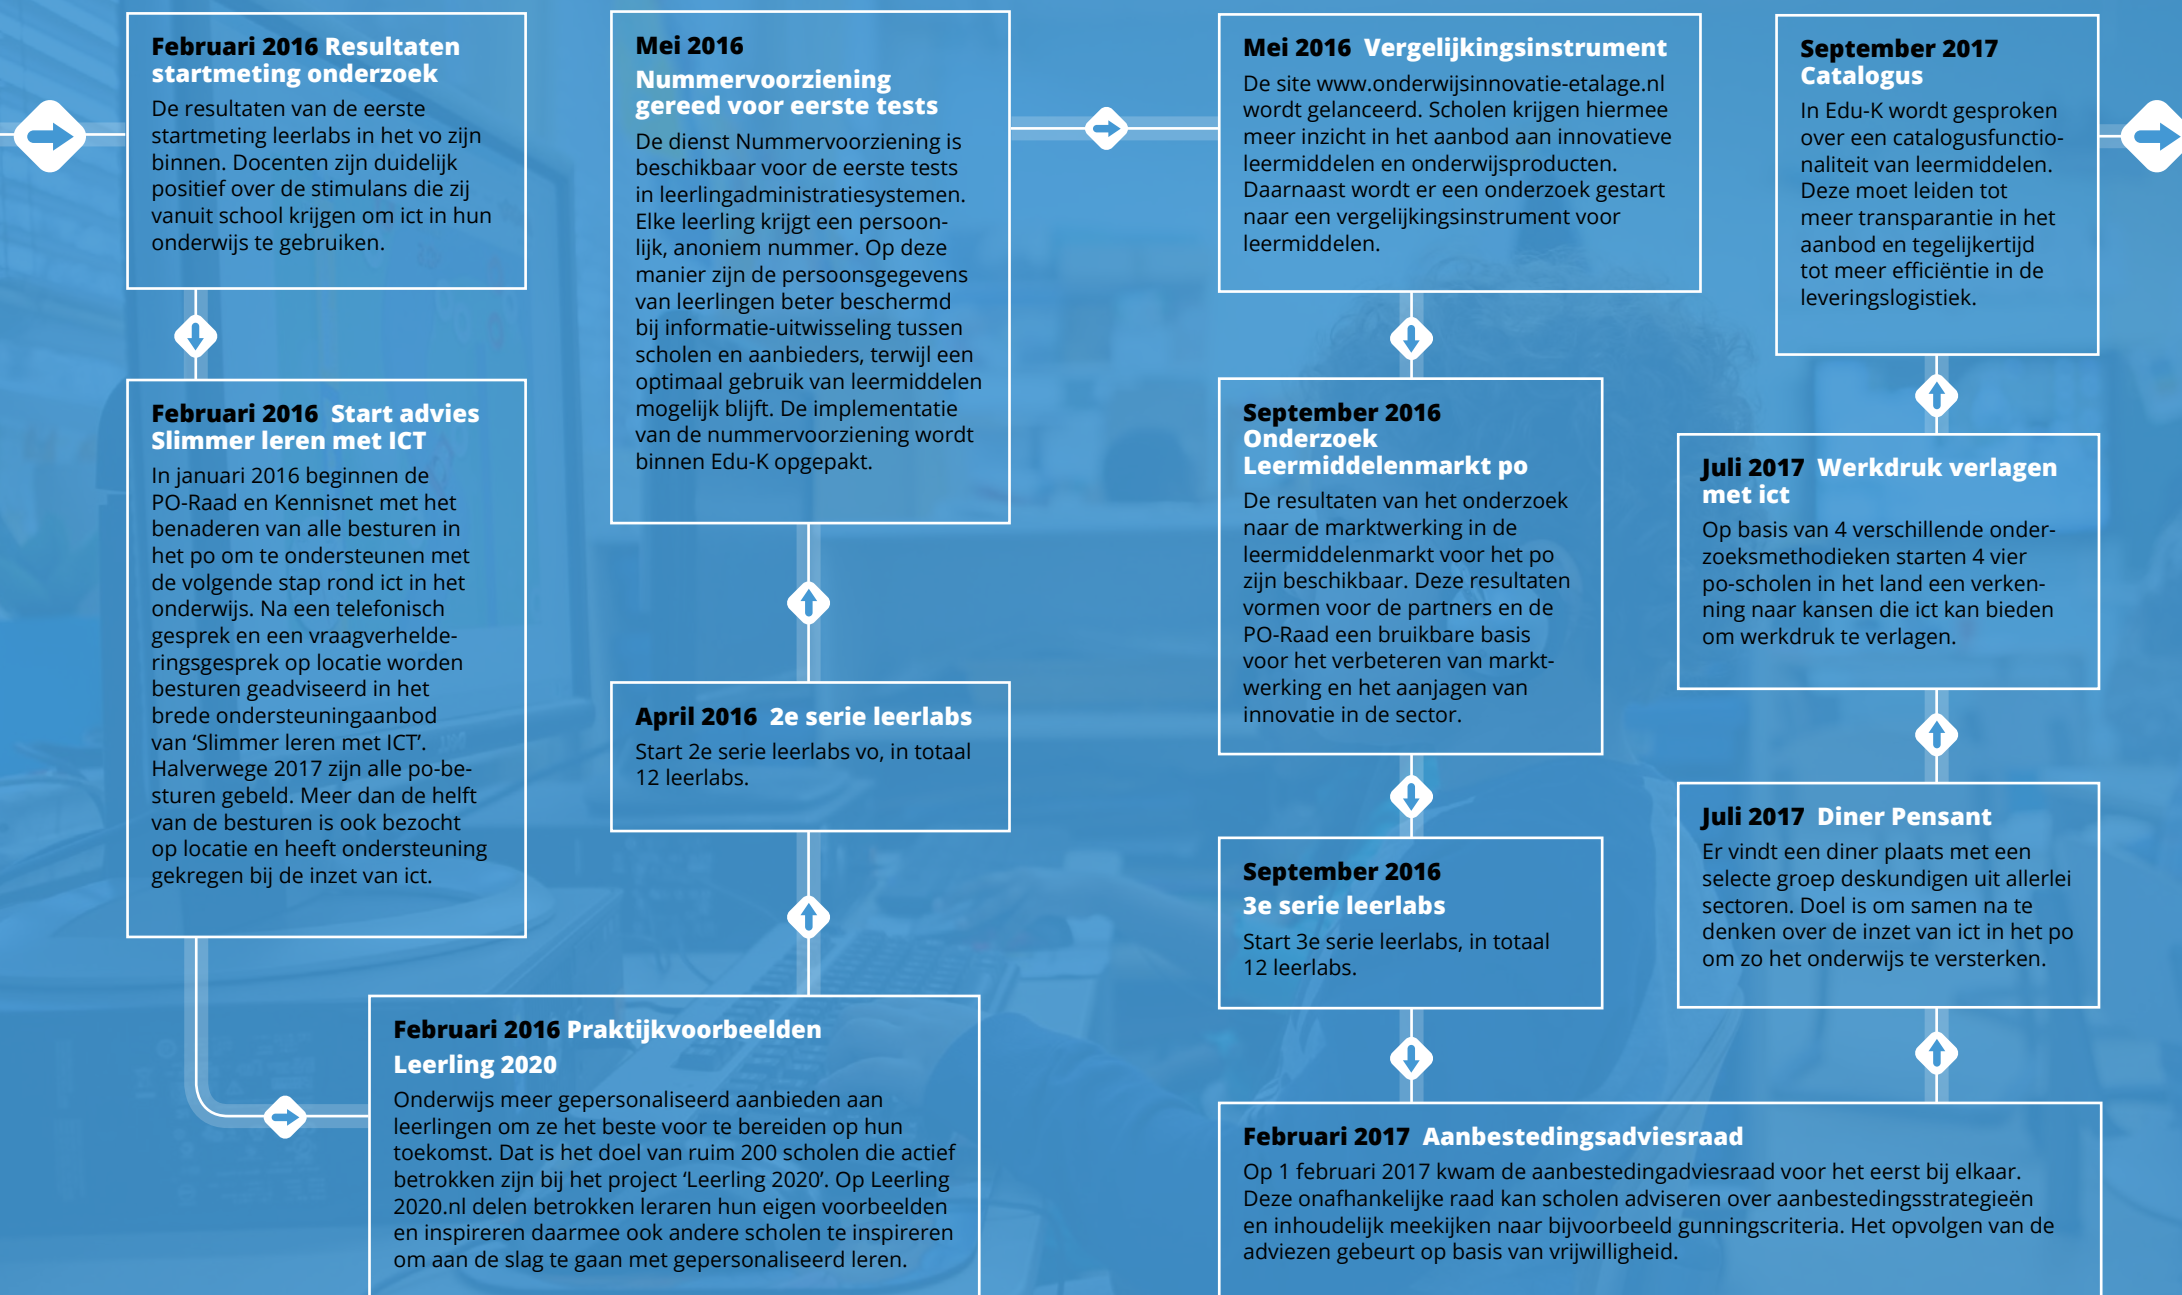 Februari 2016 Resultaten
startmeting onderzoek
De resultaten van de eerste
startmeting leerlabs in het vo zijn
binnen. Docenten zijn duidelijk
positief over de stimulans die zij
vanuit school krijgen om ict in hun
onderwijs te gebruiken.
Februari 2016 Start advies
Slimmer leren met ICT
In januari 2016 beginnen de
PO-Raad en Kennisnet met het
benaderen van alle besturen in
het po om te ondersteunen met
de volgende stap rond ict in het
onderwijs. Na een telefonisch
gesprek en een vraagverhelde-
ringsgesprek op locatie worden
besturen geadviseerd in het
brede ondersteuningaanbod
van ‘Slimmer leren met ICT’.
Halverwege 2017 zijn alle po-be-
sturen gebeld. Meer dan de helft
van de besturen is ook bezocht
op locatie en heeft ondersteuning
gekregen bij de inzet van ict.
Februari 2016 Praktijkvoorbeelden
Leerling 2020
Onderwijs meer gepersonaliseerd aanbieden aan
leerlingen om ze het beste voor te bereiden op hun
toekomst. Dat is het doel van ruim 200 scholen die actief
betrokken zijn bij het project ‘Leerling 2020’. Op Leerling
2020.nl delen betrokken leraren hun eigen voorbeelden
en inspireren daarmee ook andere scholen te inspireren
om aan de slag te gaan met gepersonaliseerd leren.
April 2016 2e serie leerlabs
Start 2e serie leerlabs vo, in totaal
12 leerlabs.
Mei 2016
Nummervoorziening
gereed voor eerste tests
De dienst Nummervoorziening is
beschikbaar voor de eerste tests
in leerlingadministratiesystemen.
Elke leerling krijgt een persoon-
lijk, anoniem nummer. Op deze
manier zijn de persoonsgegevens
van leerlingen beter beschermd
bij informatie-uitwisseling tussen
scholen en aanbieders, terwijl een
optimaal gebruik van leermiddelen
mogelijk blijft. De implementatie
van de nummervoorziening wordt
binnen Edu-K opgepakt.
Mei 2016 Vergelijkingsinstrument
De site www.onderwijsinnovatie-etalage.nl
wordt gelanceerd. Scholen krijgen hiermee
meer inzicht in het aanbod aan innovatieve
leermiddelen en onderwijsproducten.
Daarnaast wordt er een onderzoek gestart
naar een vergelijkingsinstrument voor
leermiddelen.
September 2016
Onderzoek
Leermiddelenmarkt po
De resultaten van het onderzoek
naar de marktwerking in de
leermiddelenmarkt voor het po
zijn beschikbaar. Deze resultaten
vormen voor de partners en de
PO-Raad een bruikbare basis
voor het verbeteren van markt-
werking en het aanjagen van
innovatie in de sector.
September 2016
3e serie leerlabs
Start 3e serie leerlabs, in totaal
12 leerlabs.
Februari 2017 Aanbestedingsadviesraad
Op 1 februari 2017 kwam de aanbestedingadviesraad voor het eerst bij elkaar.
Deze onafhankelijke raad kan scholen adviseren over aanbestedingsstrategieën
en inhoudelijk meekijken naar bijvoorbeeld gunningscriteria. Het opvolgen van de
adviezen gebeurt op basis van vrijwilligheid.
Juli 2017 Diner Pensant
Er vindt een diner plaats met een
selecte groep deskundigen uit allerlei
sectoren. Doel is om samen na te
denken over de inzet van ict in het po
om zo het onderwijs te versterken.
Juli 2017 Werkdruk verlagen
met ict
Op basis van 4 verschillende onder-
zoeksmethodieken starten 4 vier
po-scholen in het land een verken-
ning naar kansen die ict kan bieden
om werkdruk te verlagen.
September 2017
Catalogus
In Edu-K wordt gesproken
over een catalogusfunctio-
naliteit van leermiddelen.
Deze moet leiden tot
meer transparantie in het
aanbod en tegelijkertijd
tot meer efficiëntie in de
leveringslogistiek.